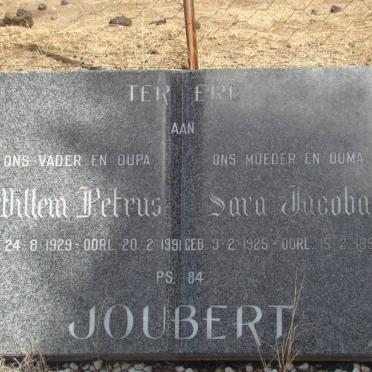 TER ERE
AAN
ONS VADER EN OUPA ONS MOEDER EN OUMA
Willem Petrus Sara Jacoba
24·8·1929 - OORL. 20·2·1991 GEB. 3·2·1925 - OORL. 15·2·
PS. 84
JOUBERT